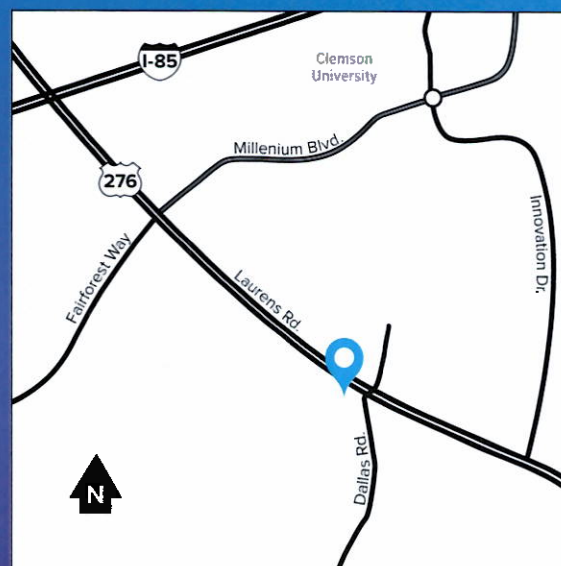 I-85
Clemson
University
Millenium Blvd.
276
Innovation Dr.
Fairforest Way
Laurens Rd.
Dallas Rd.
N